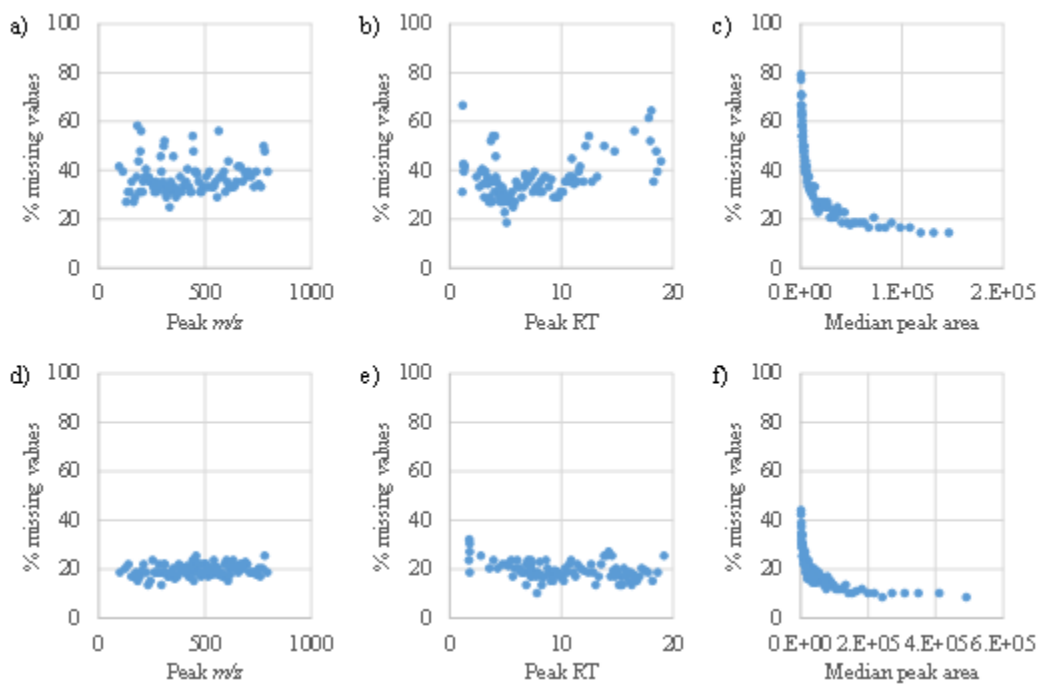 a)
100
80
60
40
20
0
% missing values
0 500 1000
Peak m/z
b)
100
80
60
40
20
0
% missing values
0 10 20
Peak RT
c)
100
80
60
40
20
0
% missing values
0.E+00 1.E+05 2.E+05
Median peak area
d)
100
80
60
40
20
0
% missing values
0 500 1000
Peak m/z
e)
100
80
60
40
20
0
% missing values
0 10 20
Peak RT
f)
100
80
60
40
20
0
% missing values
0.E+00 2.E+05 4.E+05 6.E+05
Median peak area